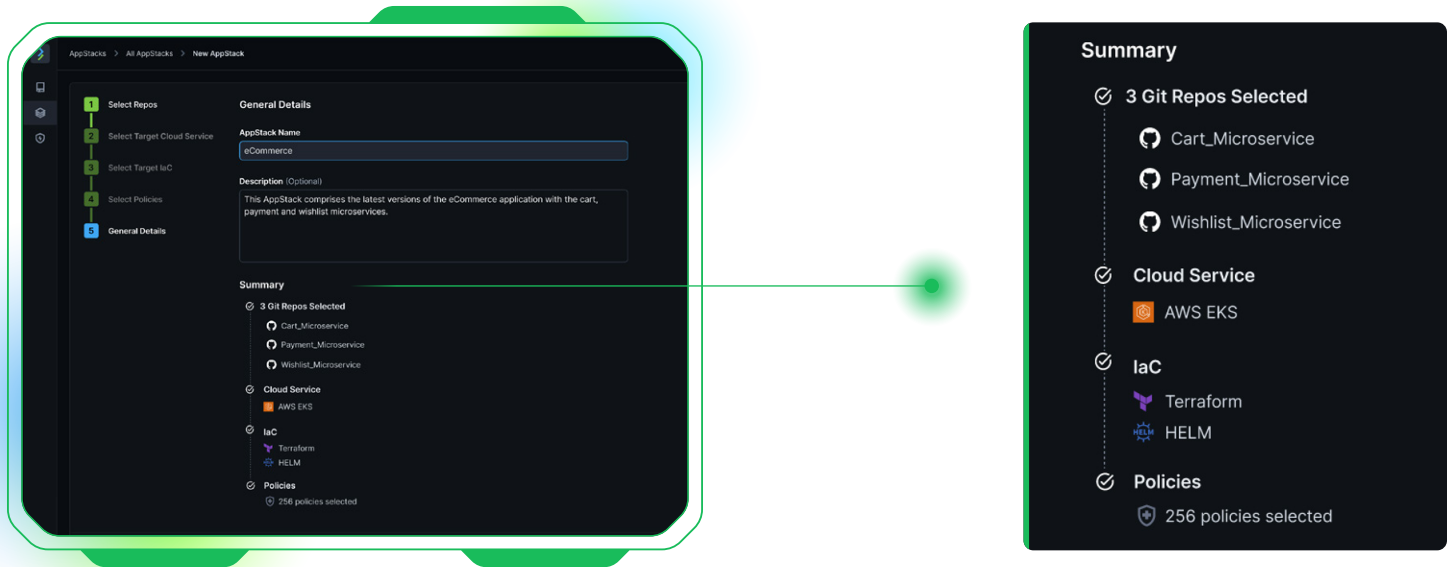 AppStacks > All AppStacks > New AppStack
1 Select Repos
2 Select Target Cloud Service
3 Select Target IaC
4 Select Policies
5 General Details
General Details
AppStack Name
eCommerce
Description (Optional)
This AppStack comprises the latest versions of the eCommerce application with the cart,
payment and wishlist microservices.
Summary
3 Git Repos Selected
Cart_Microservice
Payment_Microservice
Wishlist_Microservice
Cloud Service
AWS EKS
IaC
Terraform
HELM
Policies
256 policies selected
Summary
3 Git Repos Selected
Cart_Microservice
Payment_Microservice
Wishlist_Microservice
Cloud Service
AWS EKS
IaC
Terraform
HELM HELM
Policies
256 policies selected